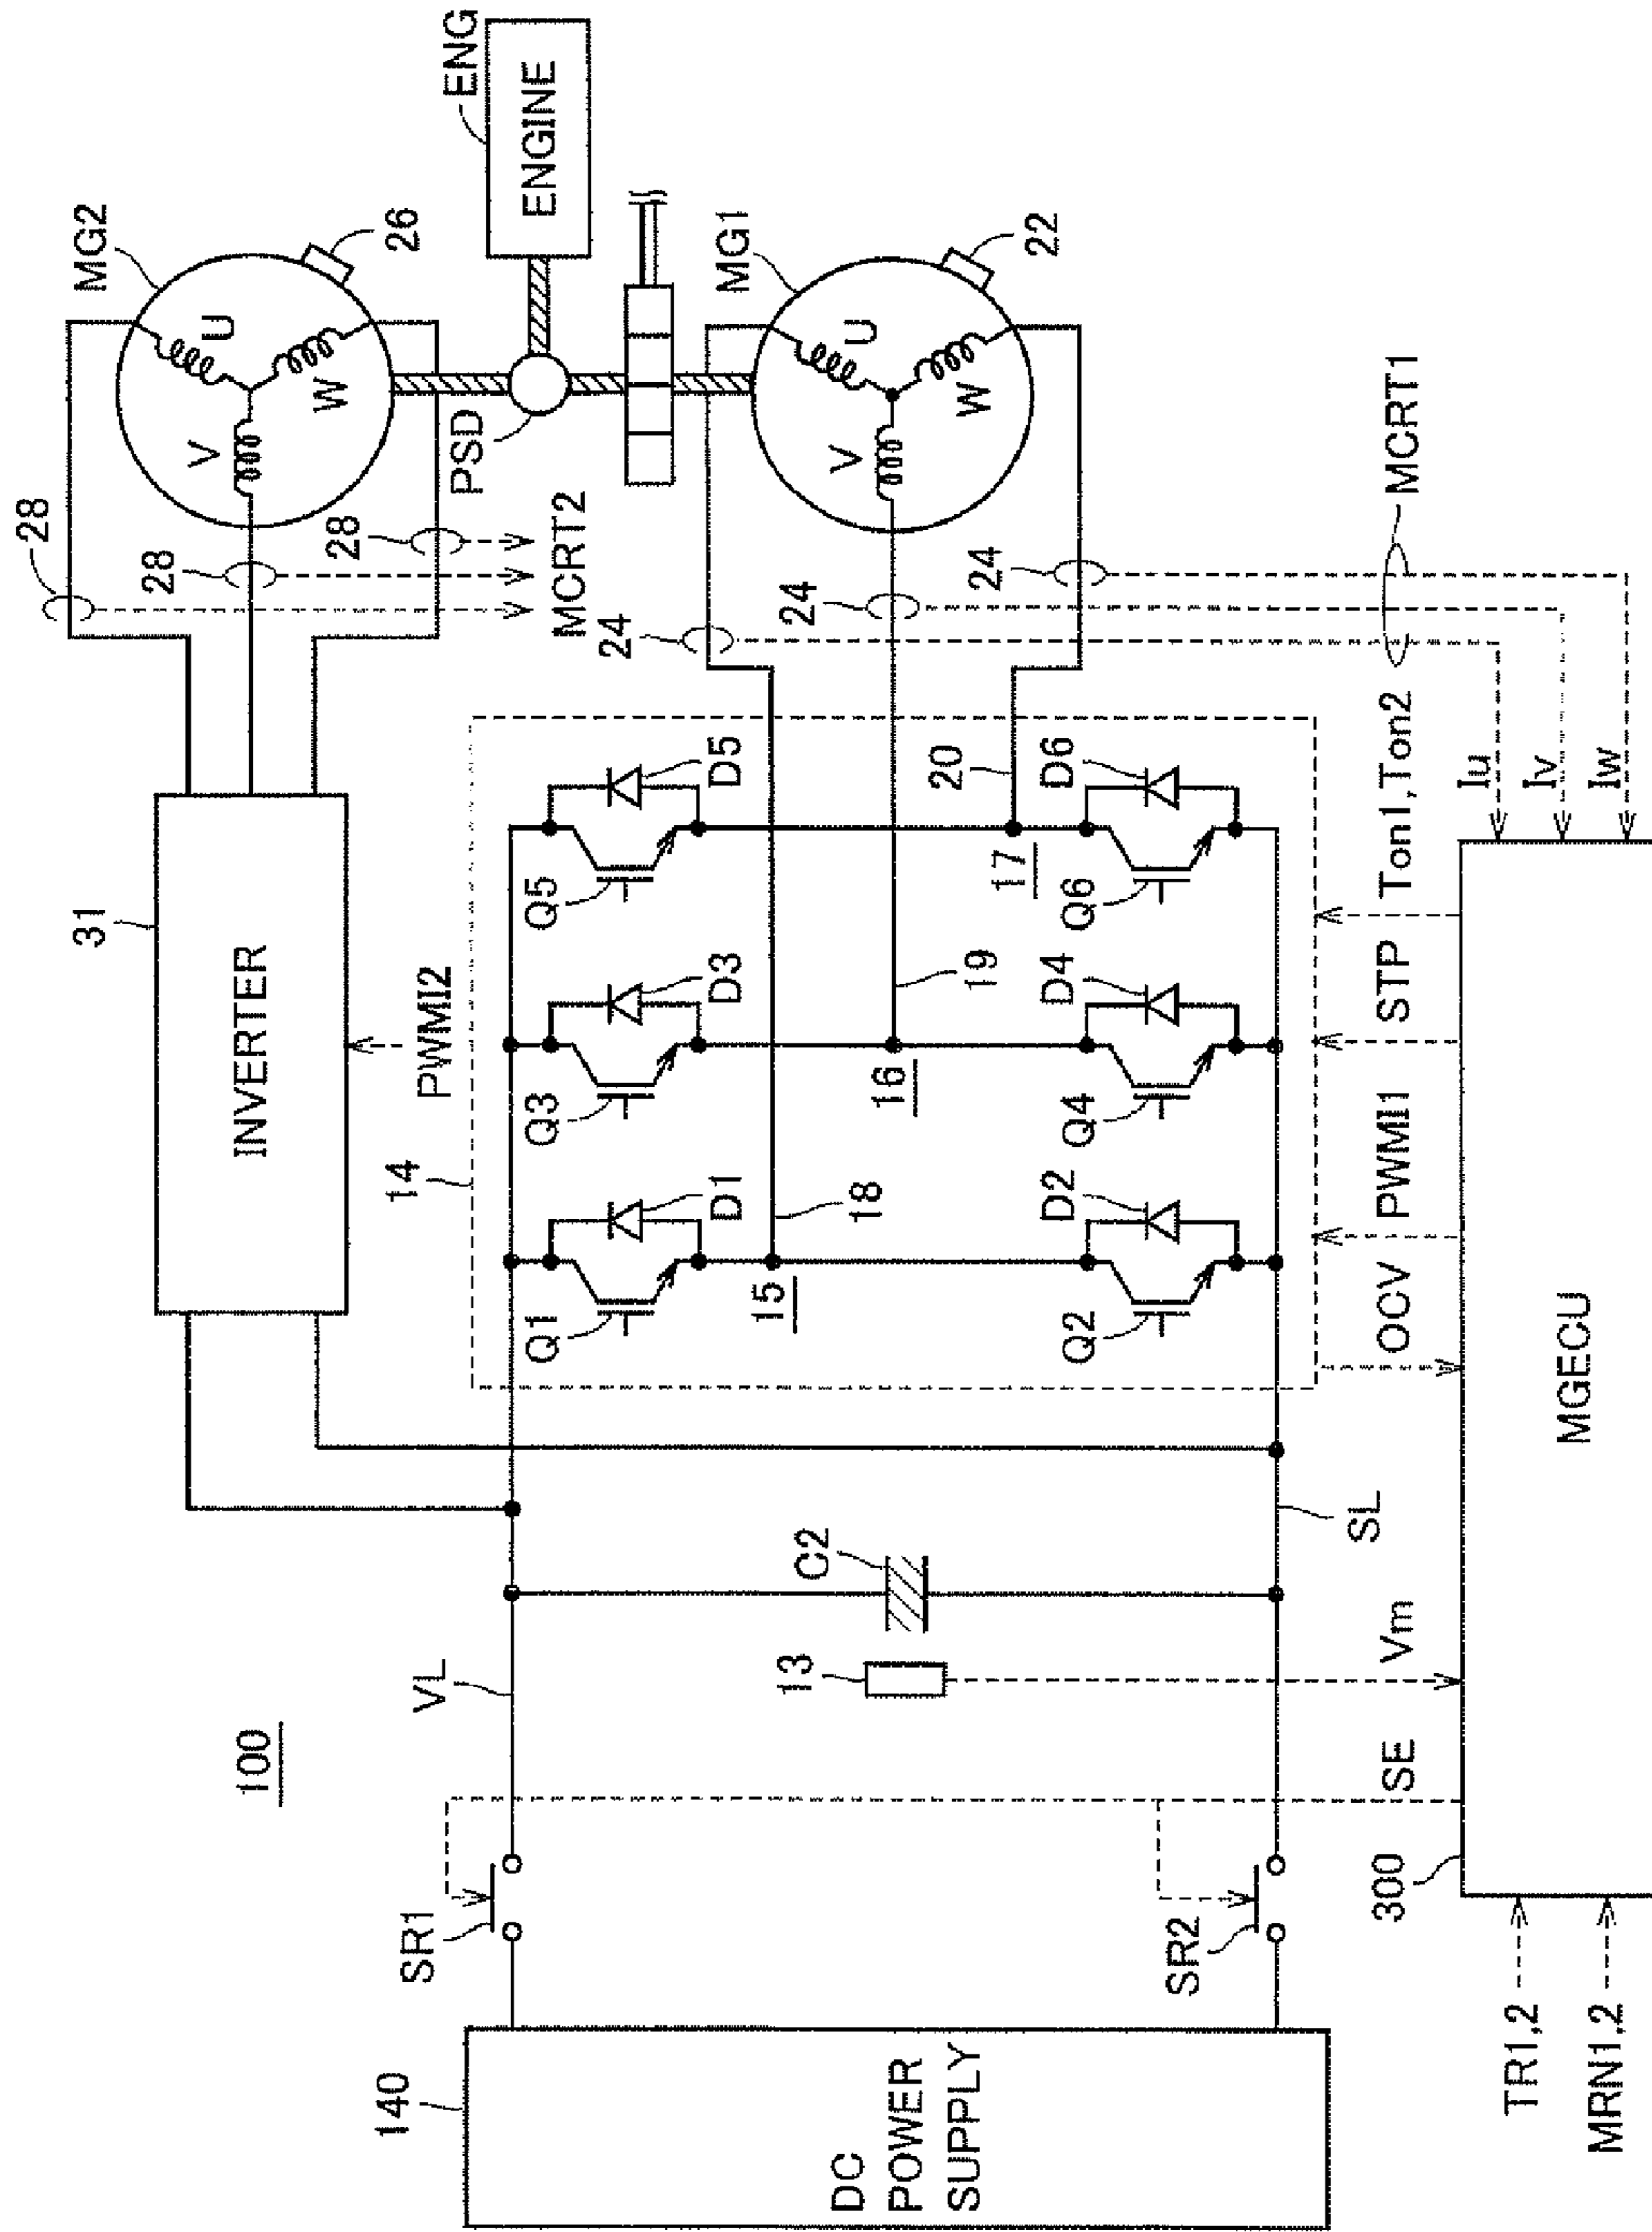 100
MG2
26
U
V
W
28
28
28
MCRT2
31
INVERTER
PWMI2
ENG
ENGINE
PSD
MG1
22
U
V
W
24
24
24
MCRT1
14
Q1
D1
Q3
D3
Q5
D5
15
18
16
19
17
20
Q2
D2
Q4
D4
Q6
D6
140
DC
POWER
SUPPLY
SR1
SR2
VL
C2
13
SL
SE
Vm
OCV
PWMI1
STP
Ton1,Ton2
Iu
Iv
Iw
300
MGECU
TR1,2
MRN1,2